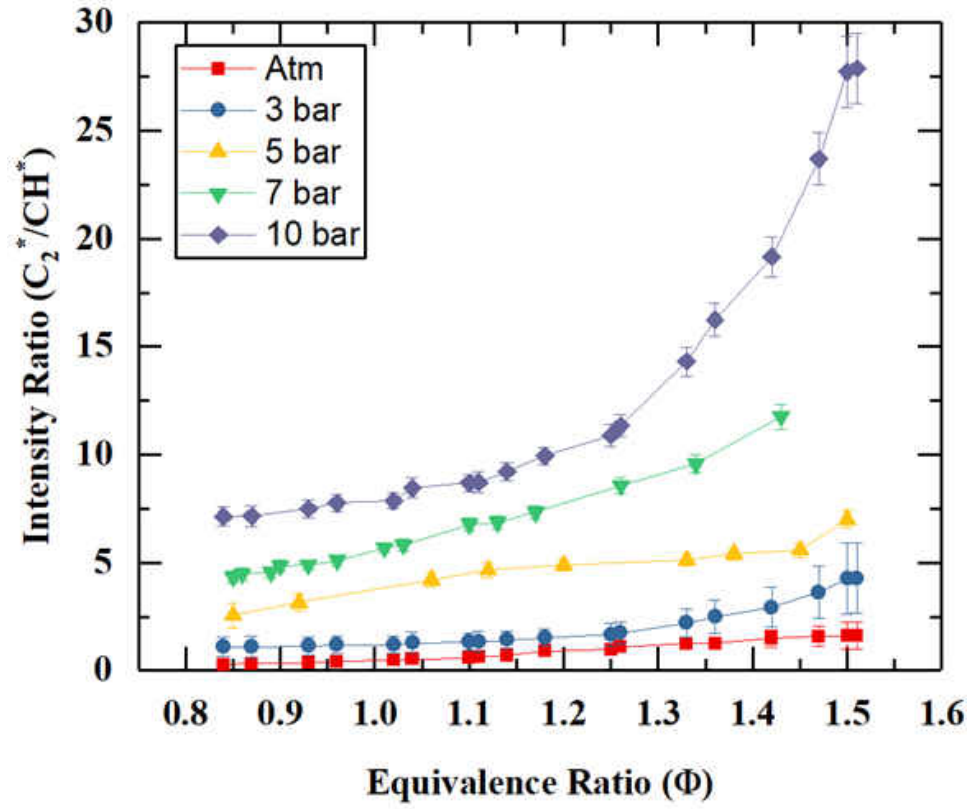 30
25
20
15
10
5
0
Intensity Ratio (C₂*/CH*)
Atm
3 bar
5 bar
7 bar
10 bar
0.8 0.9 1.0 1.1 1.2 1.3 1.4 1.5 1.6
Equivalence Ratio (Φ)